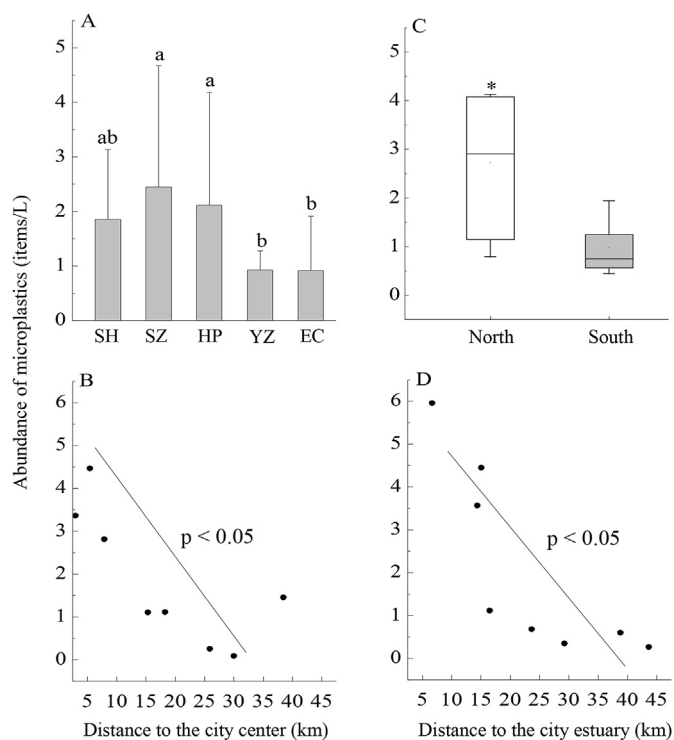 Abundance of microplastics (items/L)
A
5
4
3
2
1
0
ab
a
a
b
b
SH SZ HP YZ EC
C
5
4
3
2
1
0
*
North South
B
6
5
4
3
2
1
0
p < 0.05
5 10 15 20 25 30 35 40 45
Distance to the city center (km)
D
6
5
4
3
2
1
0
p < 0.05
5 10 15 20 25 30 35 40 45
Distance to the city estuary (km)